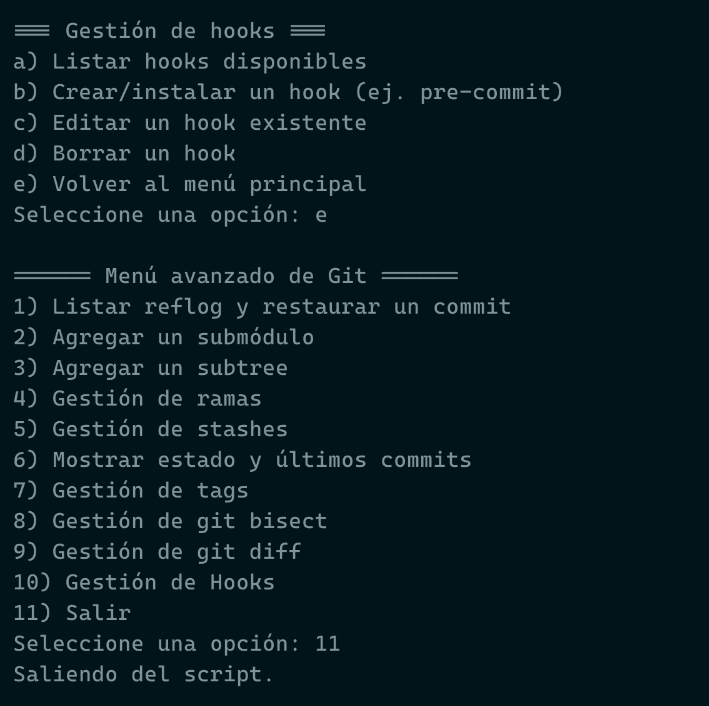 === Gestión de hooks ===
a) Listar hooks disponibles
b) Crear/instalar un hook (ej. pre-commit)
c) Editar un hook existente
d) Borrar un hook
e) Volver al menú principal
Seleccione una opción: e
====== Menú avanzado de Git ======
1) Listar reflog y restaurar un commit
2) Agregar un submódulo
3) Agregar un subtree
4) Gestión de ramas
5) Gestión de stashes
6) Mostrar estado y últimos commits
7) Gestión de tags
8) Gestión de git bisect
9) Gestión de git diff
10) Gestión de Hooks
11) Salir
Seleccione una opción: 11
Saliendo del script.